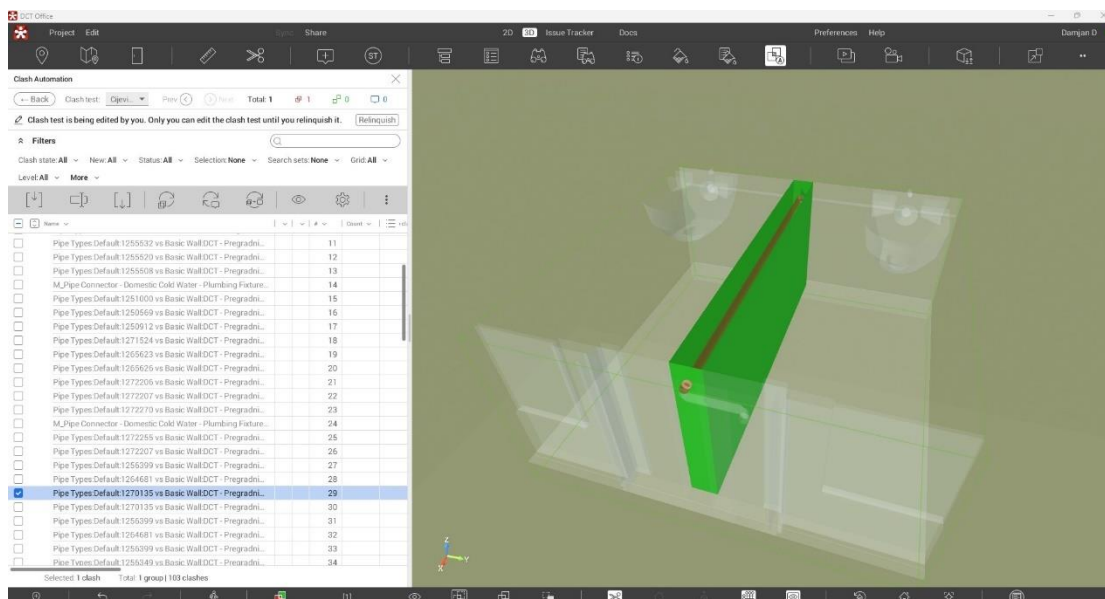 DCT Office
Project Edit Sync Share 2D 3D Issue Tracker Docs Preferences Help Damjan D
ST
Clash Automation
← Back Clash test: Cijevi... Prev Next Total: 1 1 0 0
Clash test is being edited by you. Only you can edit the clash test until you relinquish it. Relinquish
Filters
Clash state: All New: All Status: All Selection: None Search sets: None Grid: All
Level: All More
Name # Count
Pipe Types:Default:1255532 vs Basic Wall:DCT - Pregradni... 11
Pipe Types:Default:1255520 vs Basic Wall:DCT - Pregradni... 12
Pipe Types:Default:1255508 vs Basic Wall:DCT - Pregradni... 13
M_Pipe Connector - Domestic Cold Water - Plumbing Fixture... 14
Pipe Types:Default:1251000 vs Basic Wall:DCT - Pregradni... 15
Pipe Types:Default:1250569 vs Basic Wall:DCT - Pregradni... 16
Pipe Types:Default:1250912 vs Basic Wall:DCT - Pregradni... 17
Pipe Types:Default:1271524 vs Basic Wall:DCT - Pregradni... 18
Pipe Types:Default:1265623 vs Basic Wall:DCT - Pregradni... 19
Pipe Types:Default:1265626 vs Basic Wall:DCT - Pregradni... 20
Pipe Types:Default:1272206 vs Basic Wall:DCT - Pregradni... 21
Pipe Types:Default:1272207 vs Basic Wall:DCT - Pregradni... 22
Pipe Types:Default:1272270 vs Basic Wall:DCT - Pregradni... 23
M_Pipe Connector - Domestic Cold Water - Plumbing Fixture... 24
Pipe Types:Default:1272255 vs Basic Wall:DCT - Pregradni... 25
Pipe Types:Default:1272207 vs Basic Wall:DCT - Pregradni... 26
Pipe Types:Default:1256399 vs Basic Wall:DCT - Pregradni... 27
Pipe Types:Default:1264681 vs Basic Wall:DCT - Pregradni... 28
Pipe Types:Default:1270135 vs Basic Wall:DCT - Pregradni... 29
Pipe Types:Default:1270135 vs Basic Wall:DCT - Pregradni... 30
Pipe Types:Default:1256399 vs Basic Wall:DCT - Pregradni... 31
Pipe Types:Default:1264681 vs Basic Wall:DCT - Pregradni... 32
Pipe Types:Default:1256399 vs Basic Wall:DCT - Pregradni... 33
Pipe Types:Default:1256349 vs Basic Wall:DCT - Pregradni... 34
Selected: 1 clash Total: 1 group | 103 clashes
Z
Y
X